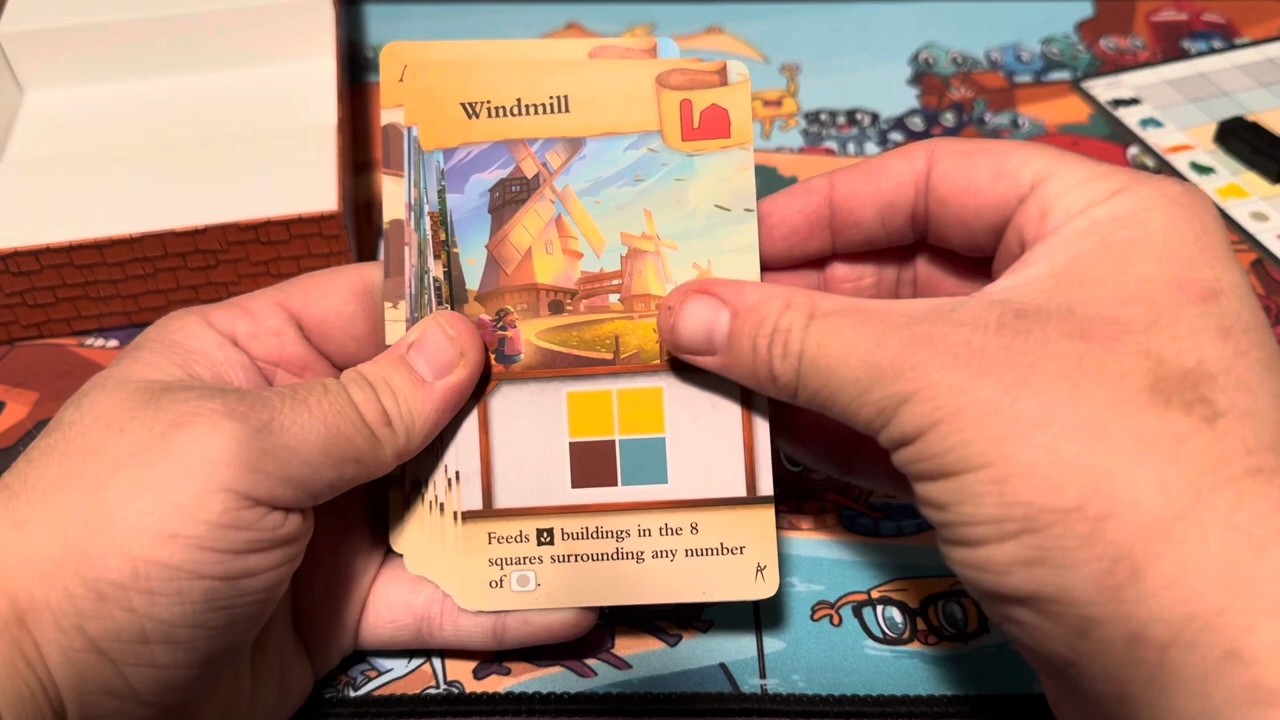 Windmill
Feeds buildings in the 8
squares surrounding any number
of .